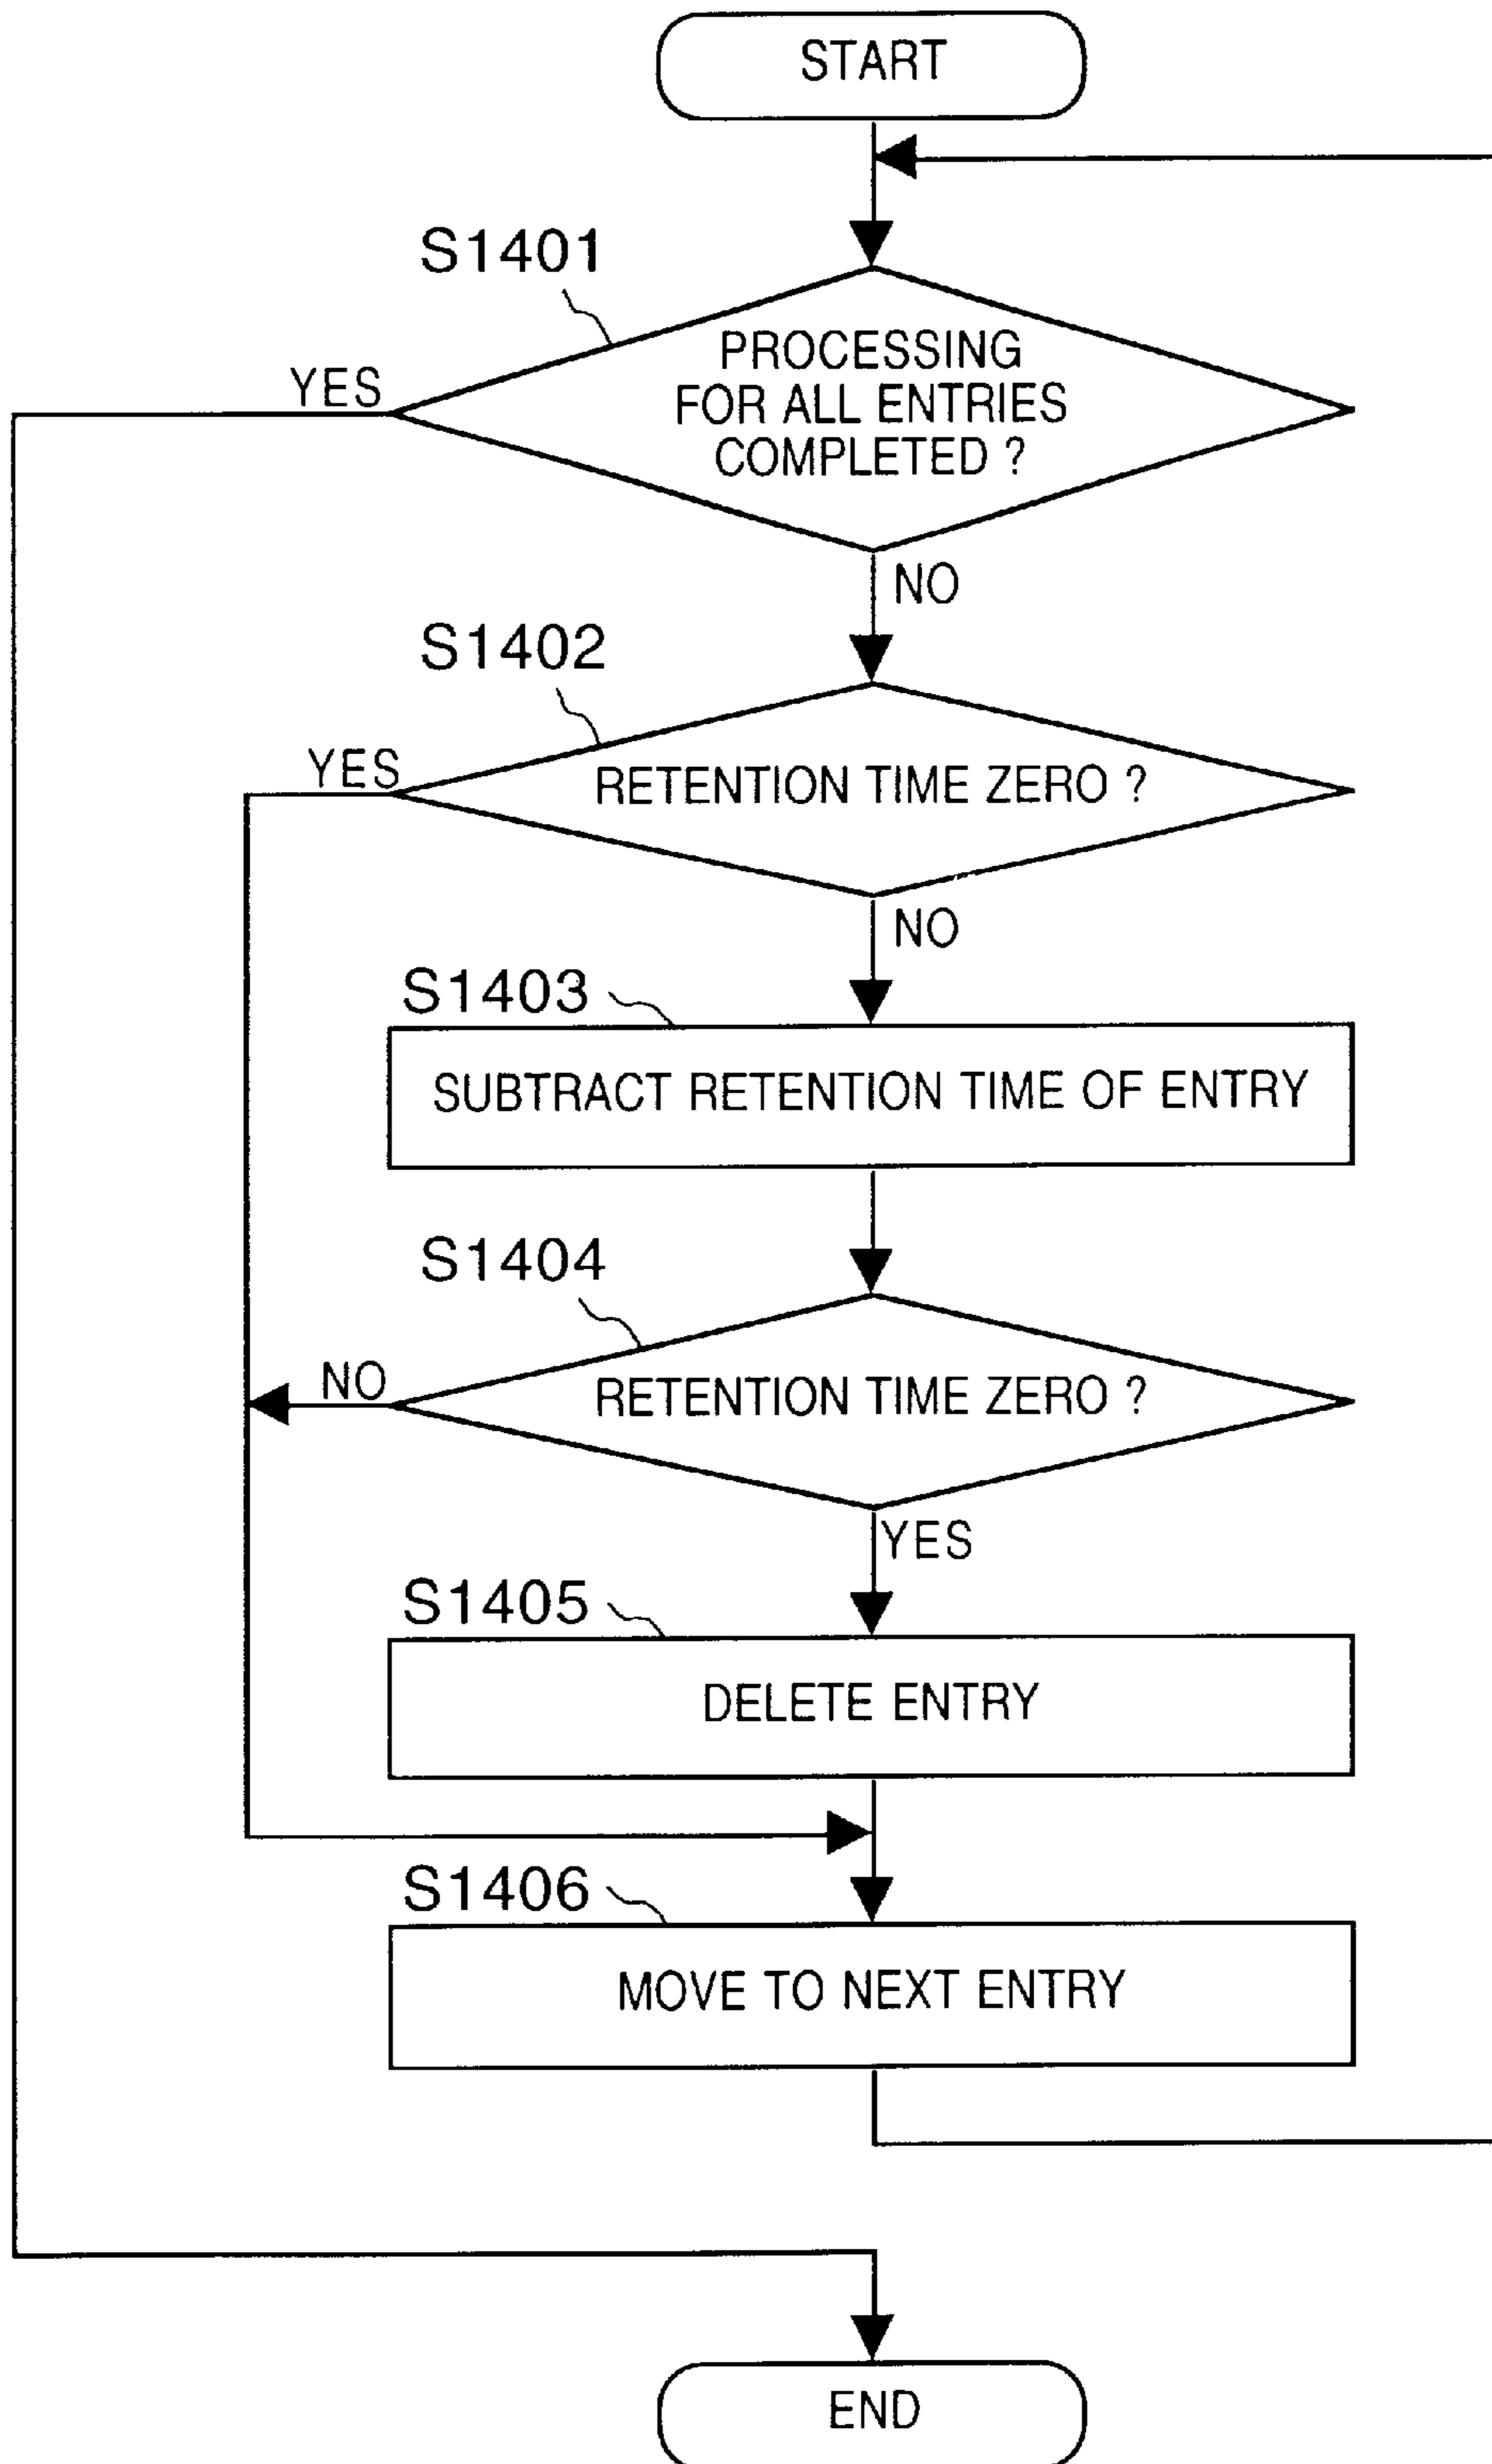 START
S1401
PROCESSING
FOR ALL ENTRIES
COMPLETED ?
YES
NO
S1402
RETENTION TIME ZERO ?
YES
NO
S1403
SUBTRACT RETENTION TIME OF ENTRY
S1404
RETENTION TIME ZERO ?
NO
YES
S1405
DELETE ENTRY
S1406
MOVE TO NEXT ENTRY
END